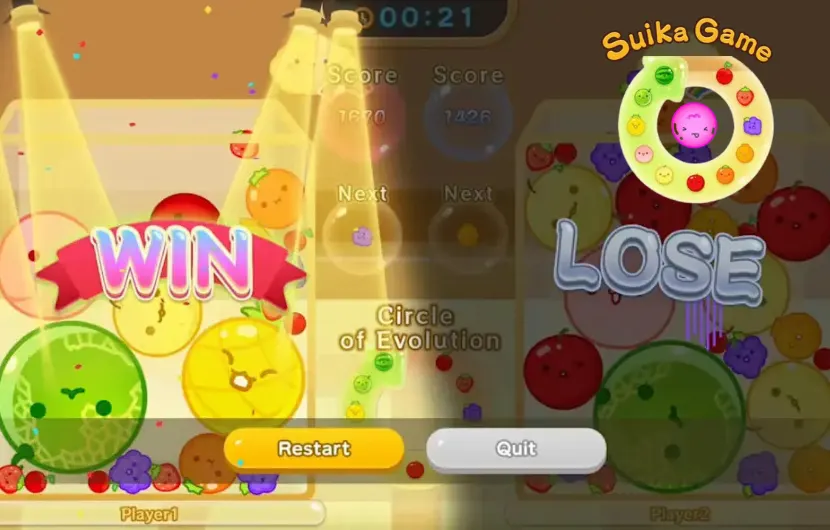 00:21
Suika Game
Score Score
1670 1426
Next Next
WIN
LOSE
Circle
of Evolution
Restart
Quit
Player1
Player2